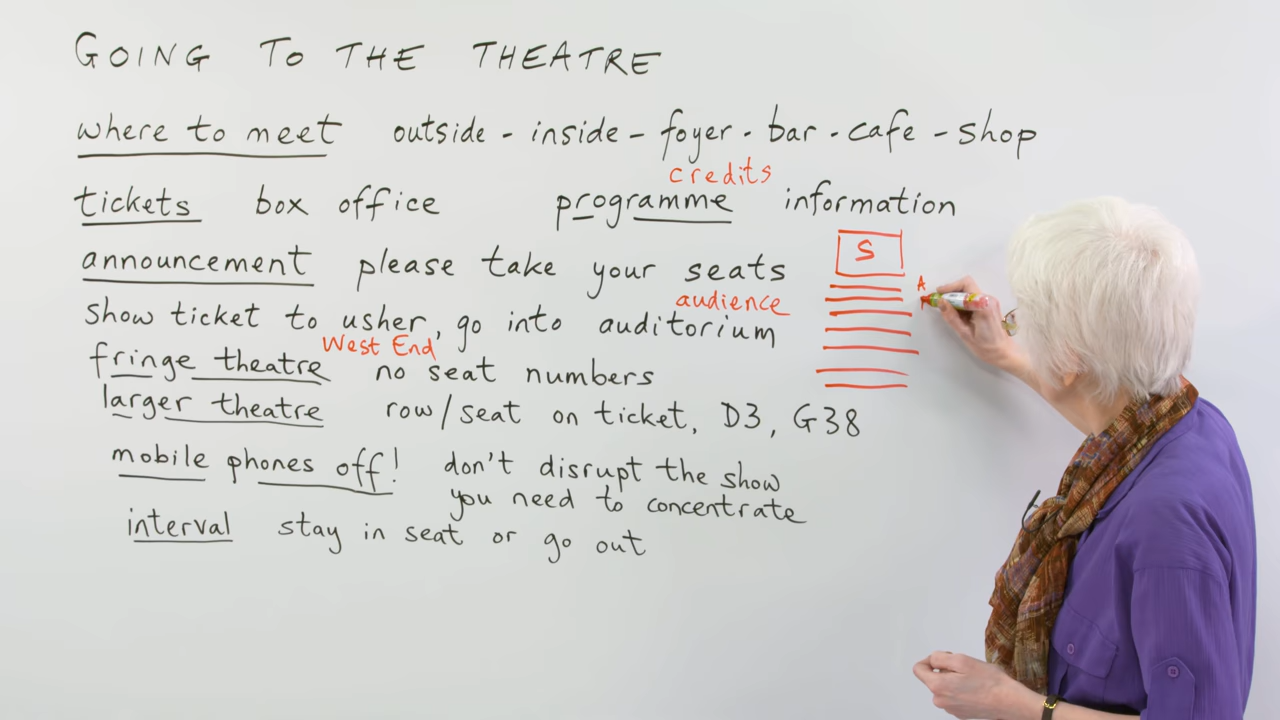 GOING TO THE THEATRE
where to meet outside - inside - foyer - bar - cafe - shop
credits
tickets box office programme information
announcement please take your seats
S
A
audience
show ticket to usher, go into auditorium
West End
fringe theatre no seat numbers
larger theatre row/seat on ticket, D3, G38
mobile phones off! don't disrupt the show
you need to concentrate
interval stay in seat or go out